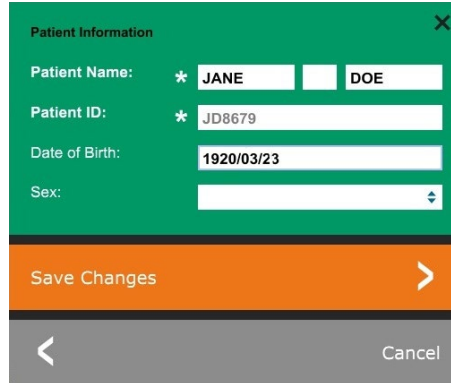 Patient Information
Patient Name: * JANE DOE
Patient ID: * JD8679
Date of Birth: 1920/03/23
Sex:
Save Changes
Cancel